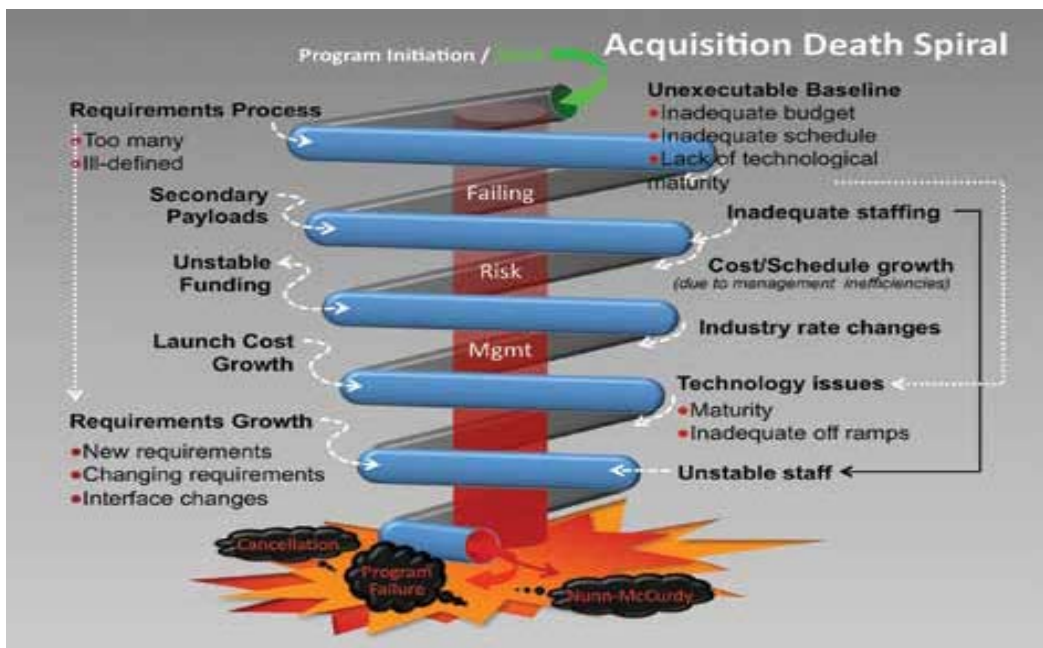 Acquisition Death Spiral
Program Initiation /
Requirements Process
Too many
Ill-defined
Secondary
Payloads
Unstable
Funding
Launch Cost
Growth
Requirements Growth
New requirements
Changing requirements
Interface changes
Failing
Risk
Mgmt
Unexecutable Baseline
Inadequate budget
Inadequate schedule
Lack of technological
maturity
Inadequate staffing
Cost/Schedule growth
(due to management inefficiencies)
Industry rate changes
Technology issues
Maturity
Inadequate off ramps
Unstable staff
Cancellation
Program
Failure
Nunn-McCurdy